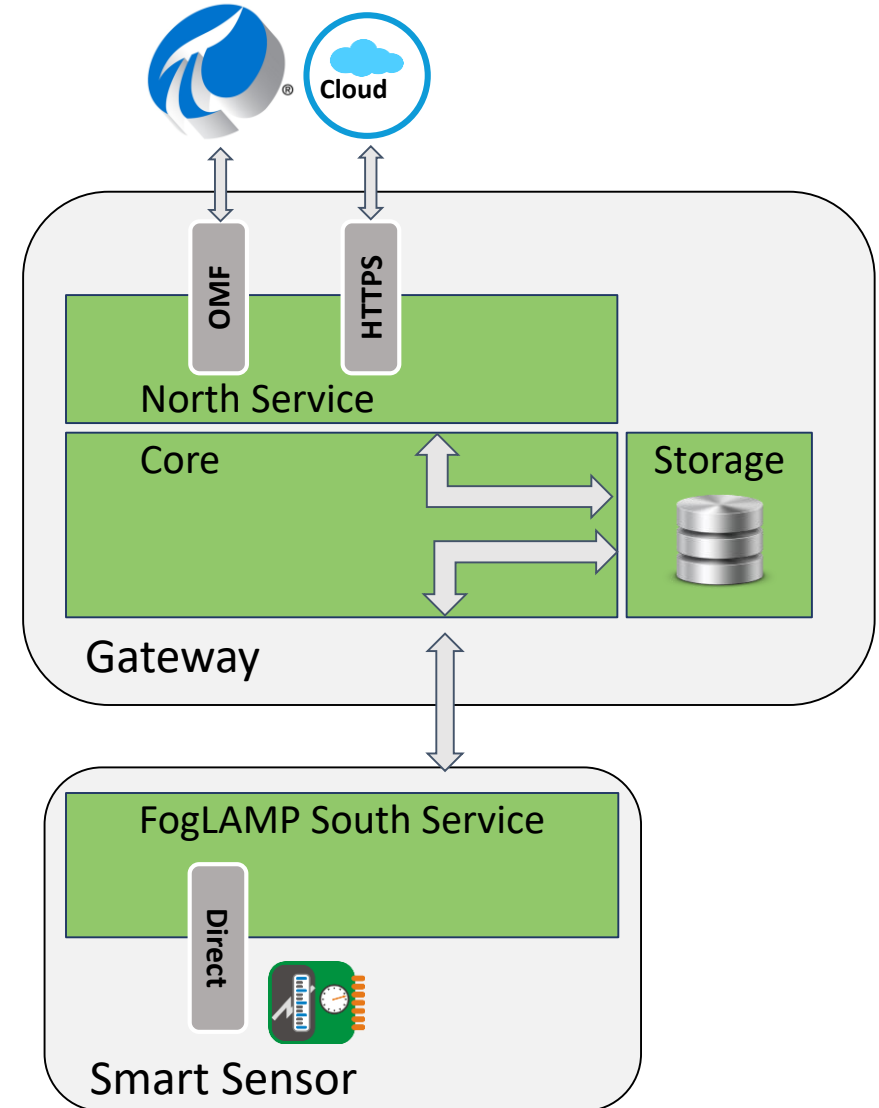 ®
Cloud
OMF
HTTPS
North Service
Core
Storage
Gateway
FogLAMP South Service
Direct
Smart Sensor